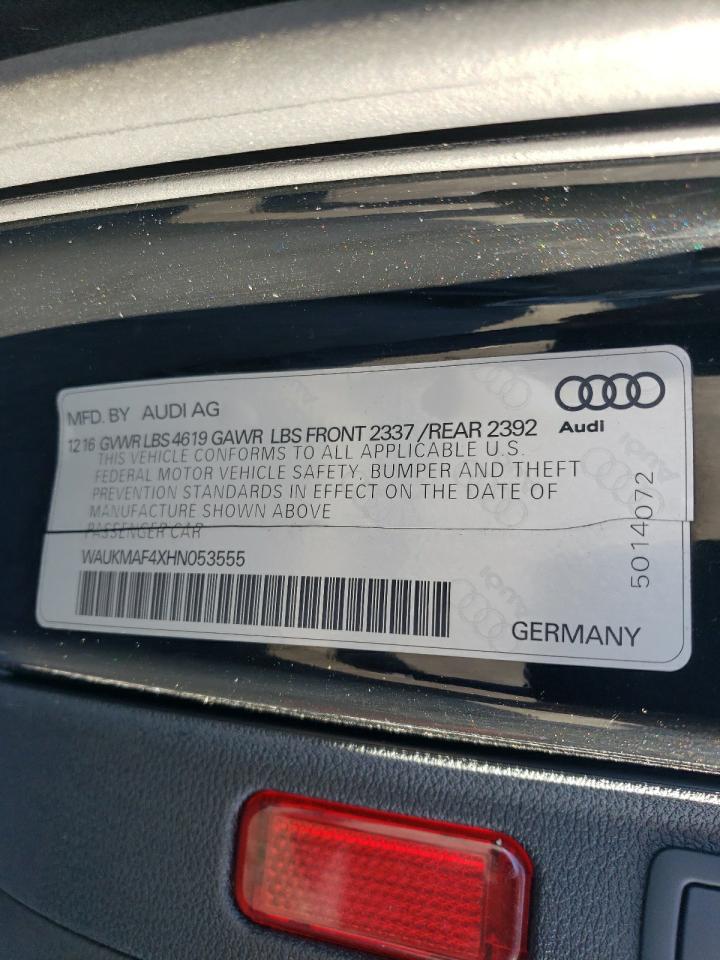 MFD. BY AUDI AG
12 16 GVWR LBS 4619 GAWR LBS FRONT 2337 / REAR 2392
THIS VEHICLE CONFORMS TO ALL APPLICABLE U.S.
FEDERAL MOTOR VEHICLE SAFETY, BUMPER AND THEFT
PREVENTION STANDARDS IN EFFECT ON THE DATE OF
MANUFACTURE SHOWN ABOVE
PASSENGER CAR
WAUKMAF4XHN053555
GERMANY
Audi
5014072
Audi
Audi